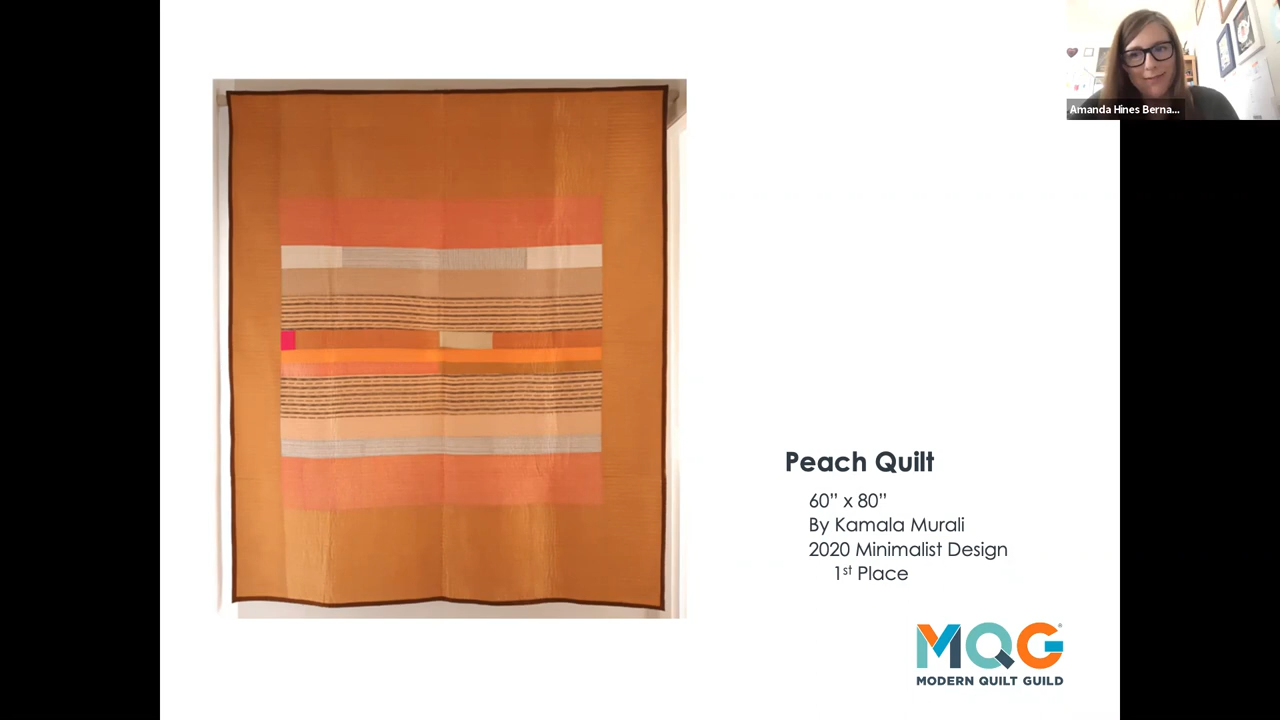 Amanda Hines Berna...
Peach Quilt
60” x 80”
By Kamala Murali
2020 Minimalist Design
1st Place
MQG®
MODERN QUILT GUILD